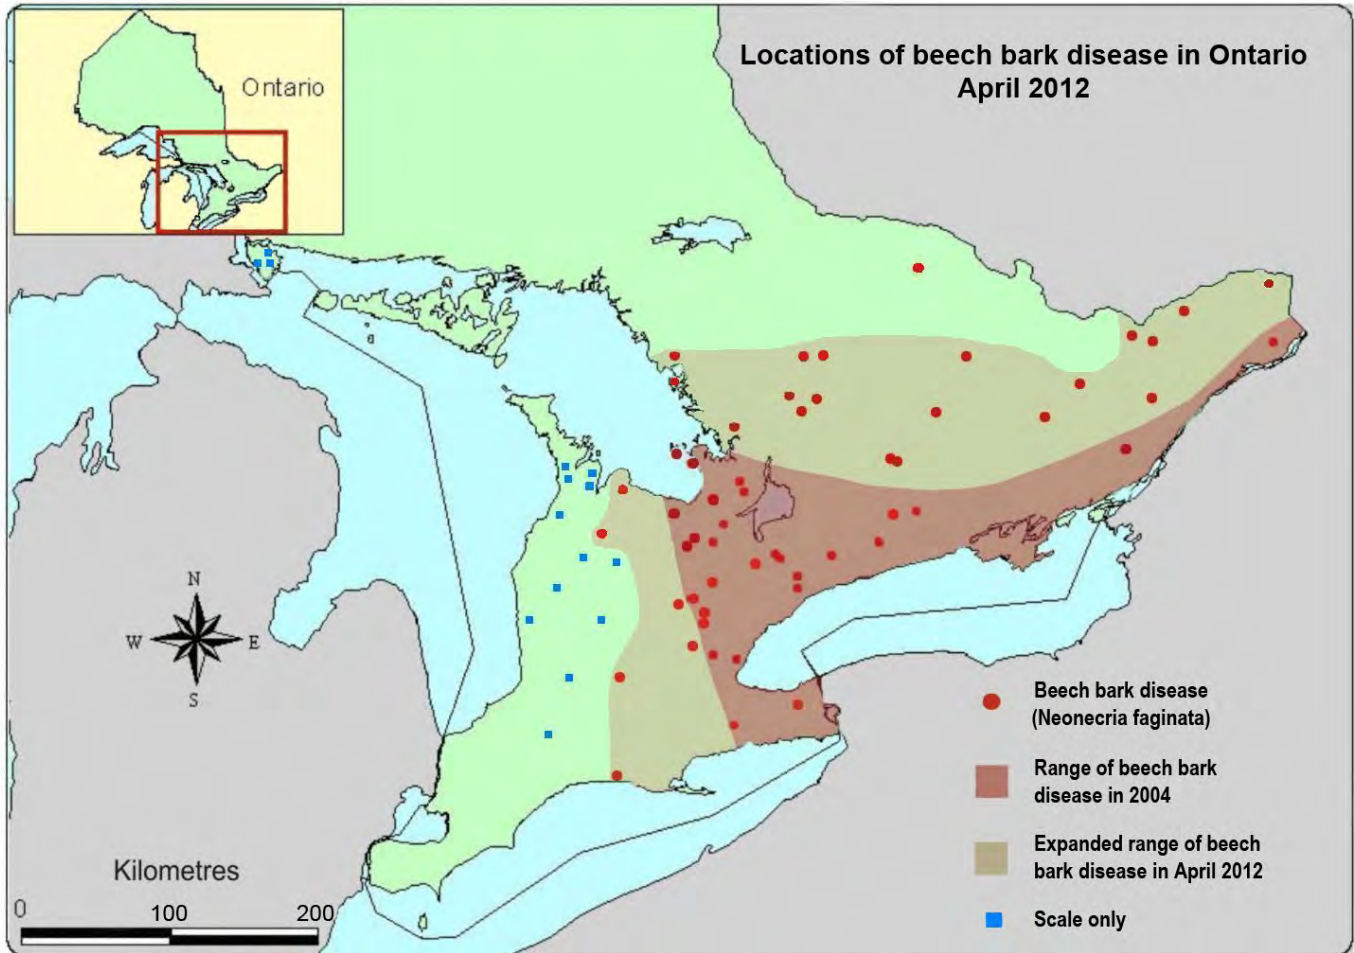 Ontario
Locations of beech bark disease in Ontario
April 2012
N
W
E
S
Kilometres
0
100
200
Beech bark disease
(Neonecria faginata)
Range of beech bark
disease in 2004
Expanded range of beech
bark disease in April 2012
Scale only